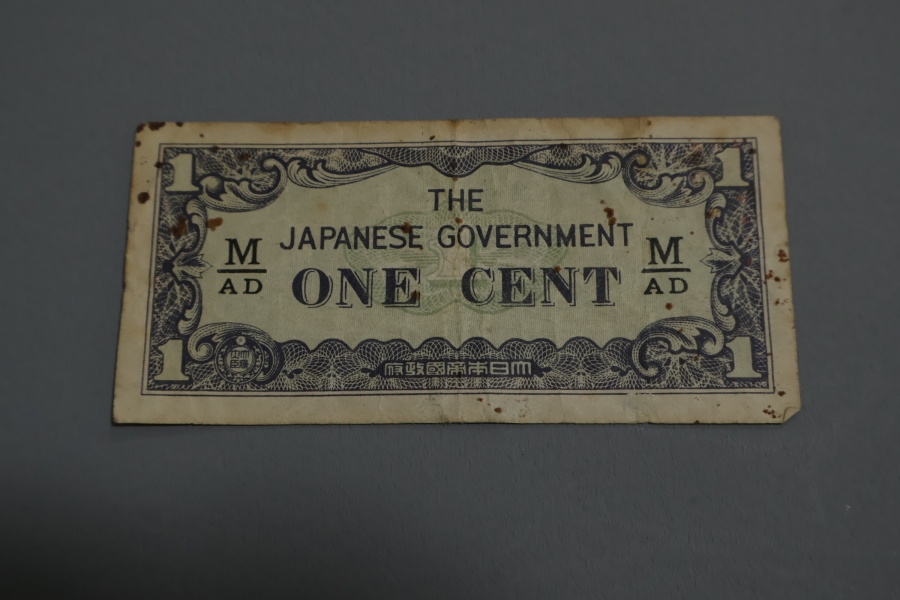 1 1
THE
JAPANESE GOVERNMENT
M M
AD AD
ONE CENT
1 府政國帝本日大 1